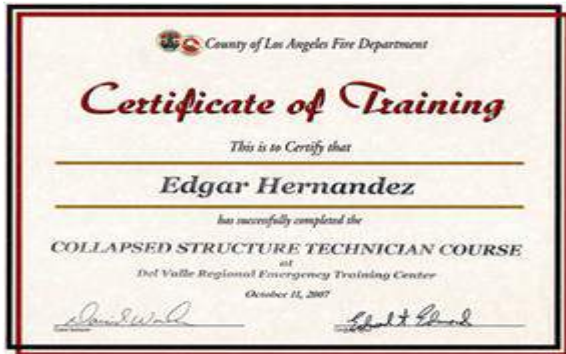 County of Los Angeles Fire Department
Certificate of Training
This is to Certify that
Edgar Hernandez
has successfully completed the
COLLAPSED STRUCTURE TECHNICIAN COURSE
at
Del Valle Regional Emergency Training Center
October 11, 2007